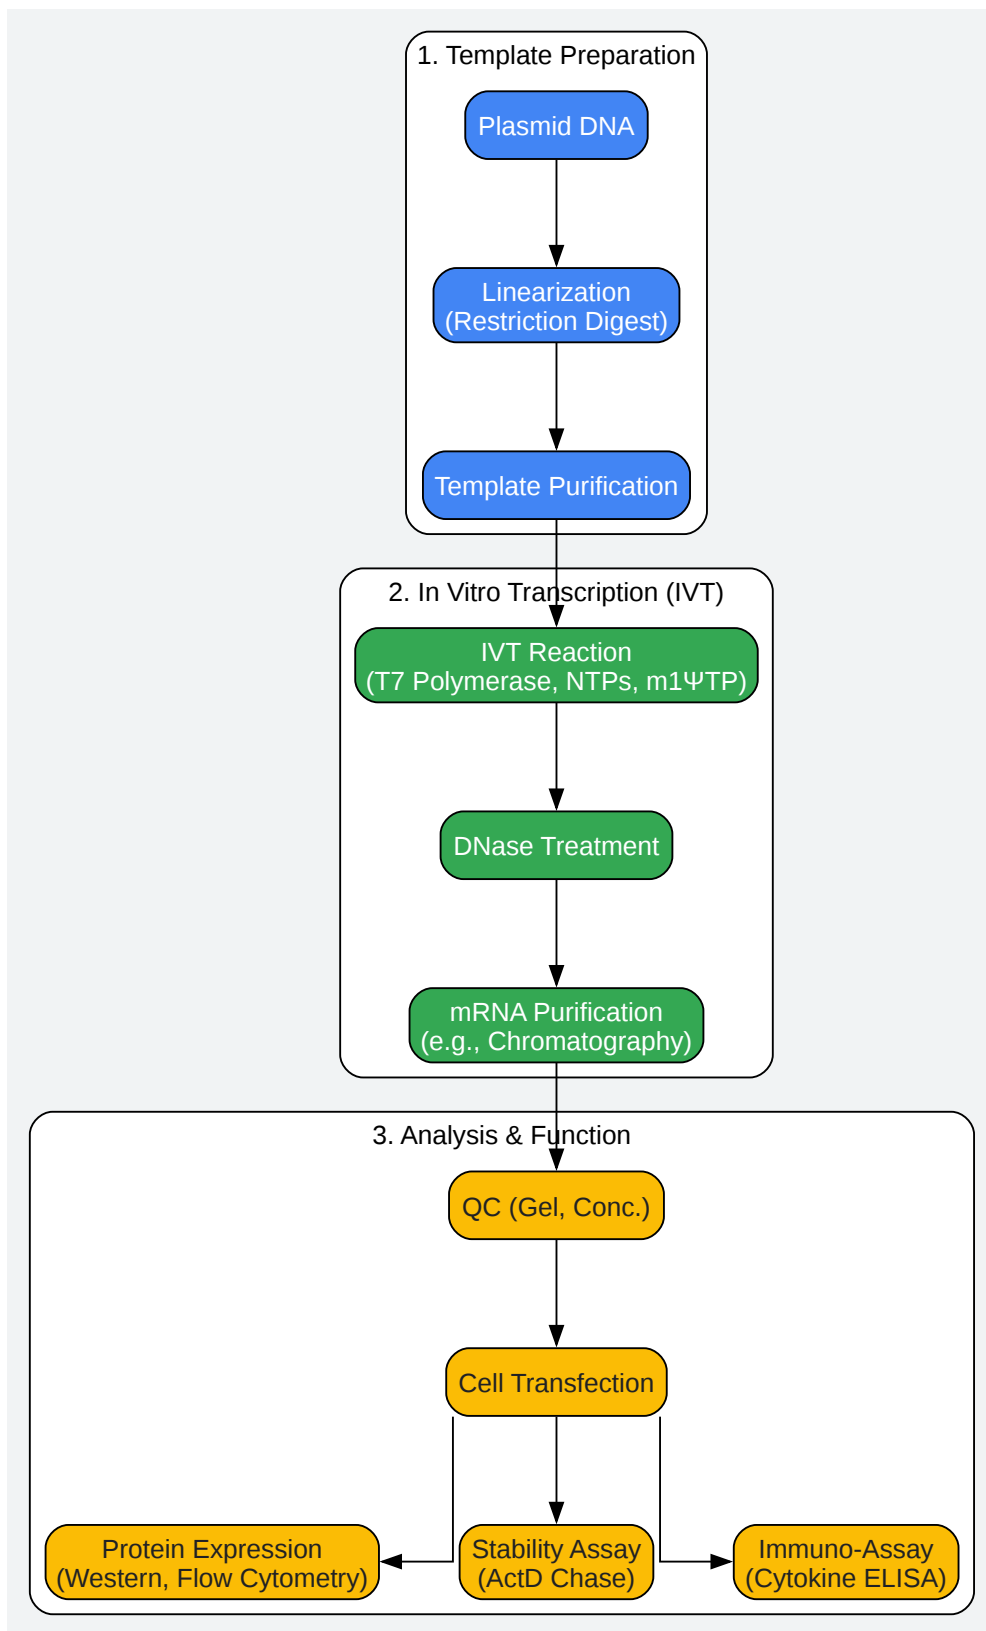 1. Template Preparation
Plasmid DNA
Linearization
(Restriction Digest)
Template Purification
2. In Vitro Transcription (IVT)
IVT Reaction
(T7 Polymerase, NTPs, m1ΨTP)
DNase Treatment
mRNA Purification
(e.g., Chromatography)
3. Analysis & Function
QC (Gel, Conc.)
Cell Transfection
Protein Expression
(Western, Flow Cytometry)
Stability Assay
(ActD Chase)
Immuno-Assay
(Cytokine ELISA)